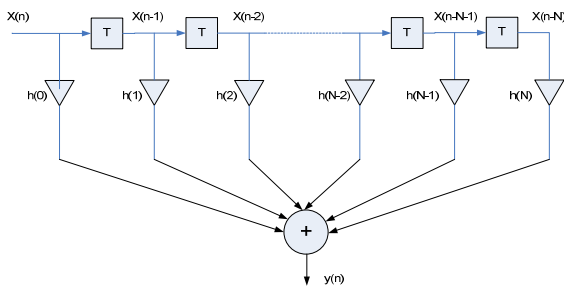 X(n) X(n-1) X(n-2) X(n-N-1) X(n-N)
T T T T
h(0) h(1) h(2) h(N-2) h(N-1) h(N)
+
y(n)